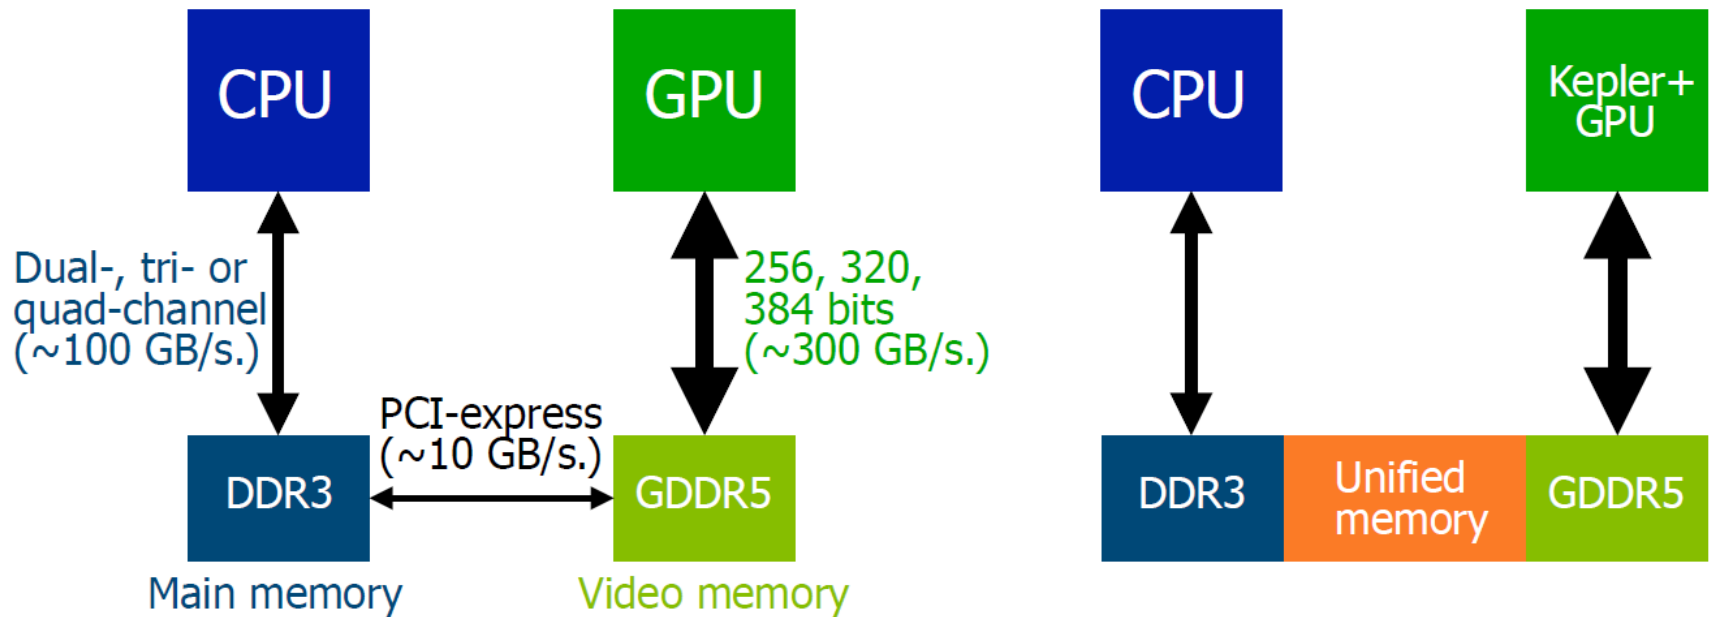 CPU
GPU
CPU
Kepler+
GPU
Dual-, tri- or
quad-channel
(~100 GB/s.)
256, 320,
384 bits
(~300 GB/s.)
PCI-express
(~10 GB/s.)
DDR3
GDDR5
DDR3
Unified
memory
GDDR5
Main memory
Video memory